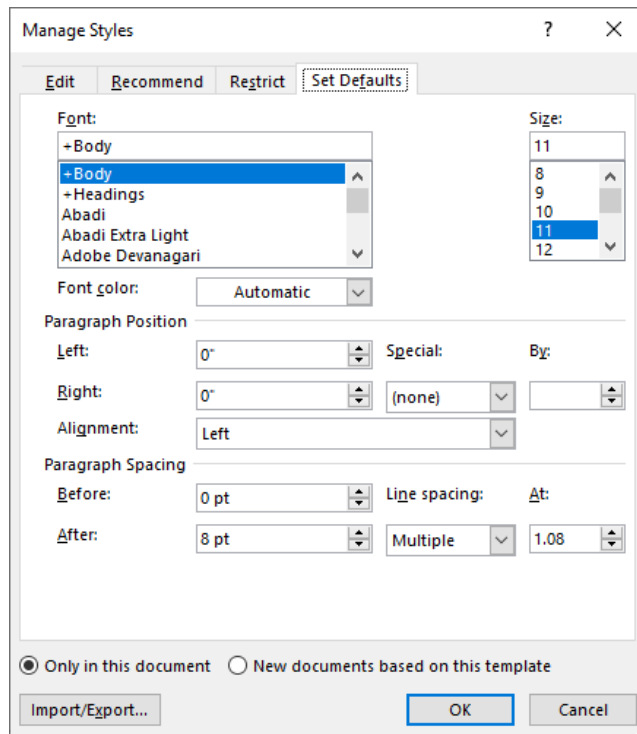 Manage Styles ?
Edit Recommend Restrict Set Defaults
Font: Size:
+Body 11
+Body 8
+Headings 9
Abadi 10
Abadi Extra Light 11
Adobe Devanagari 12
Font color: Automatic
Paragraph Position
Left: 0" Special: By:
Right: 0" (none)
Alignment: Left
Paragraph Spacing
Before: 0 pt Line spacing: At:
After: 8 pt Multiple 1.08
Only in this document New documents based on this template
Import/Export... OK Cancel